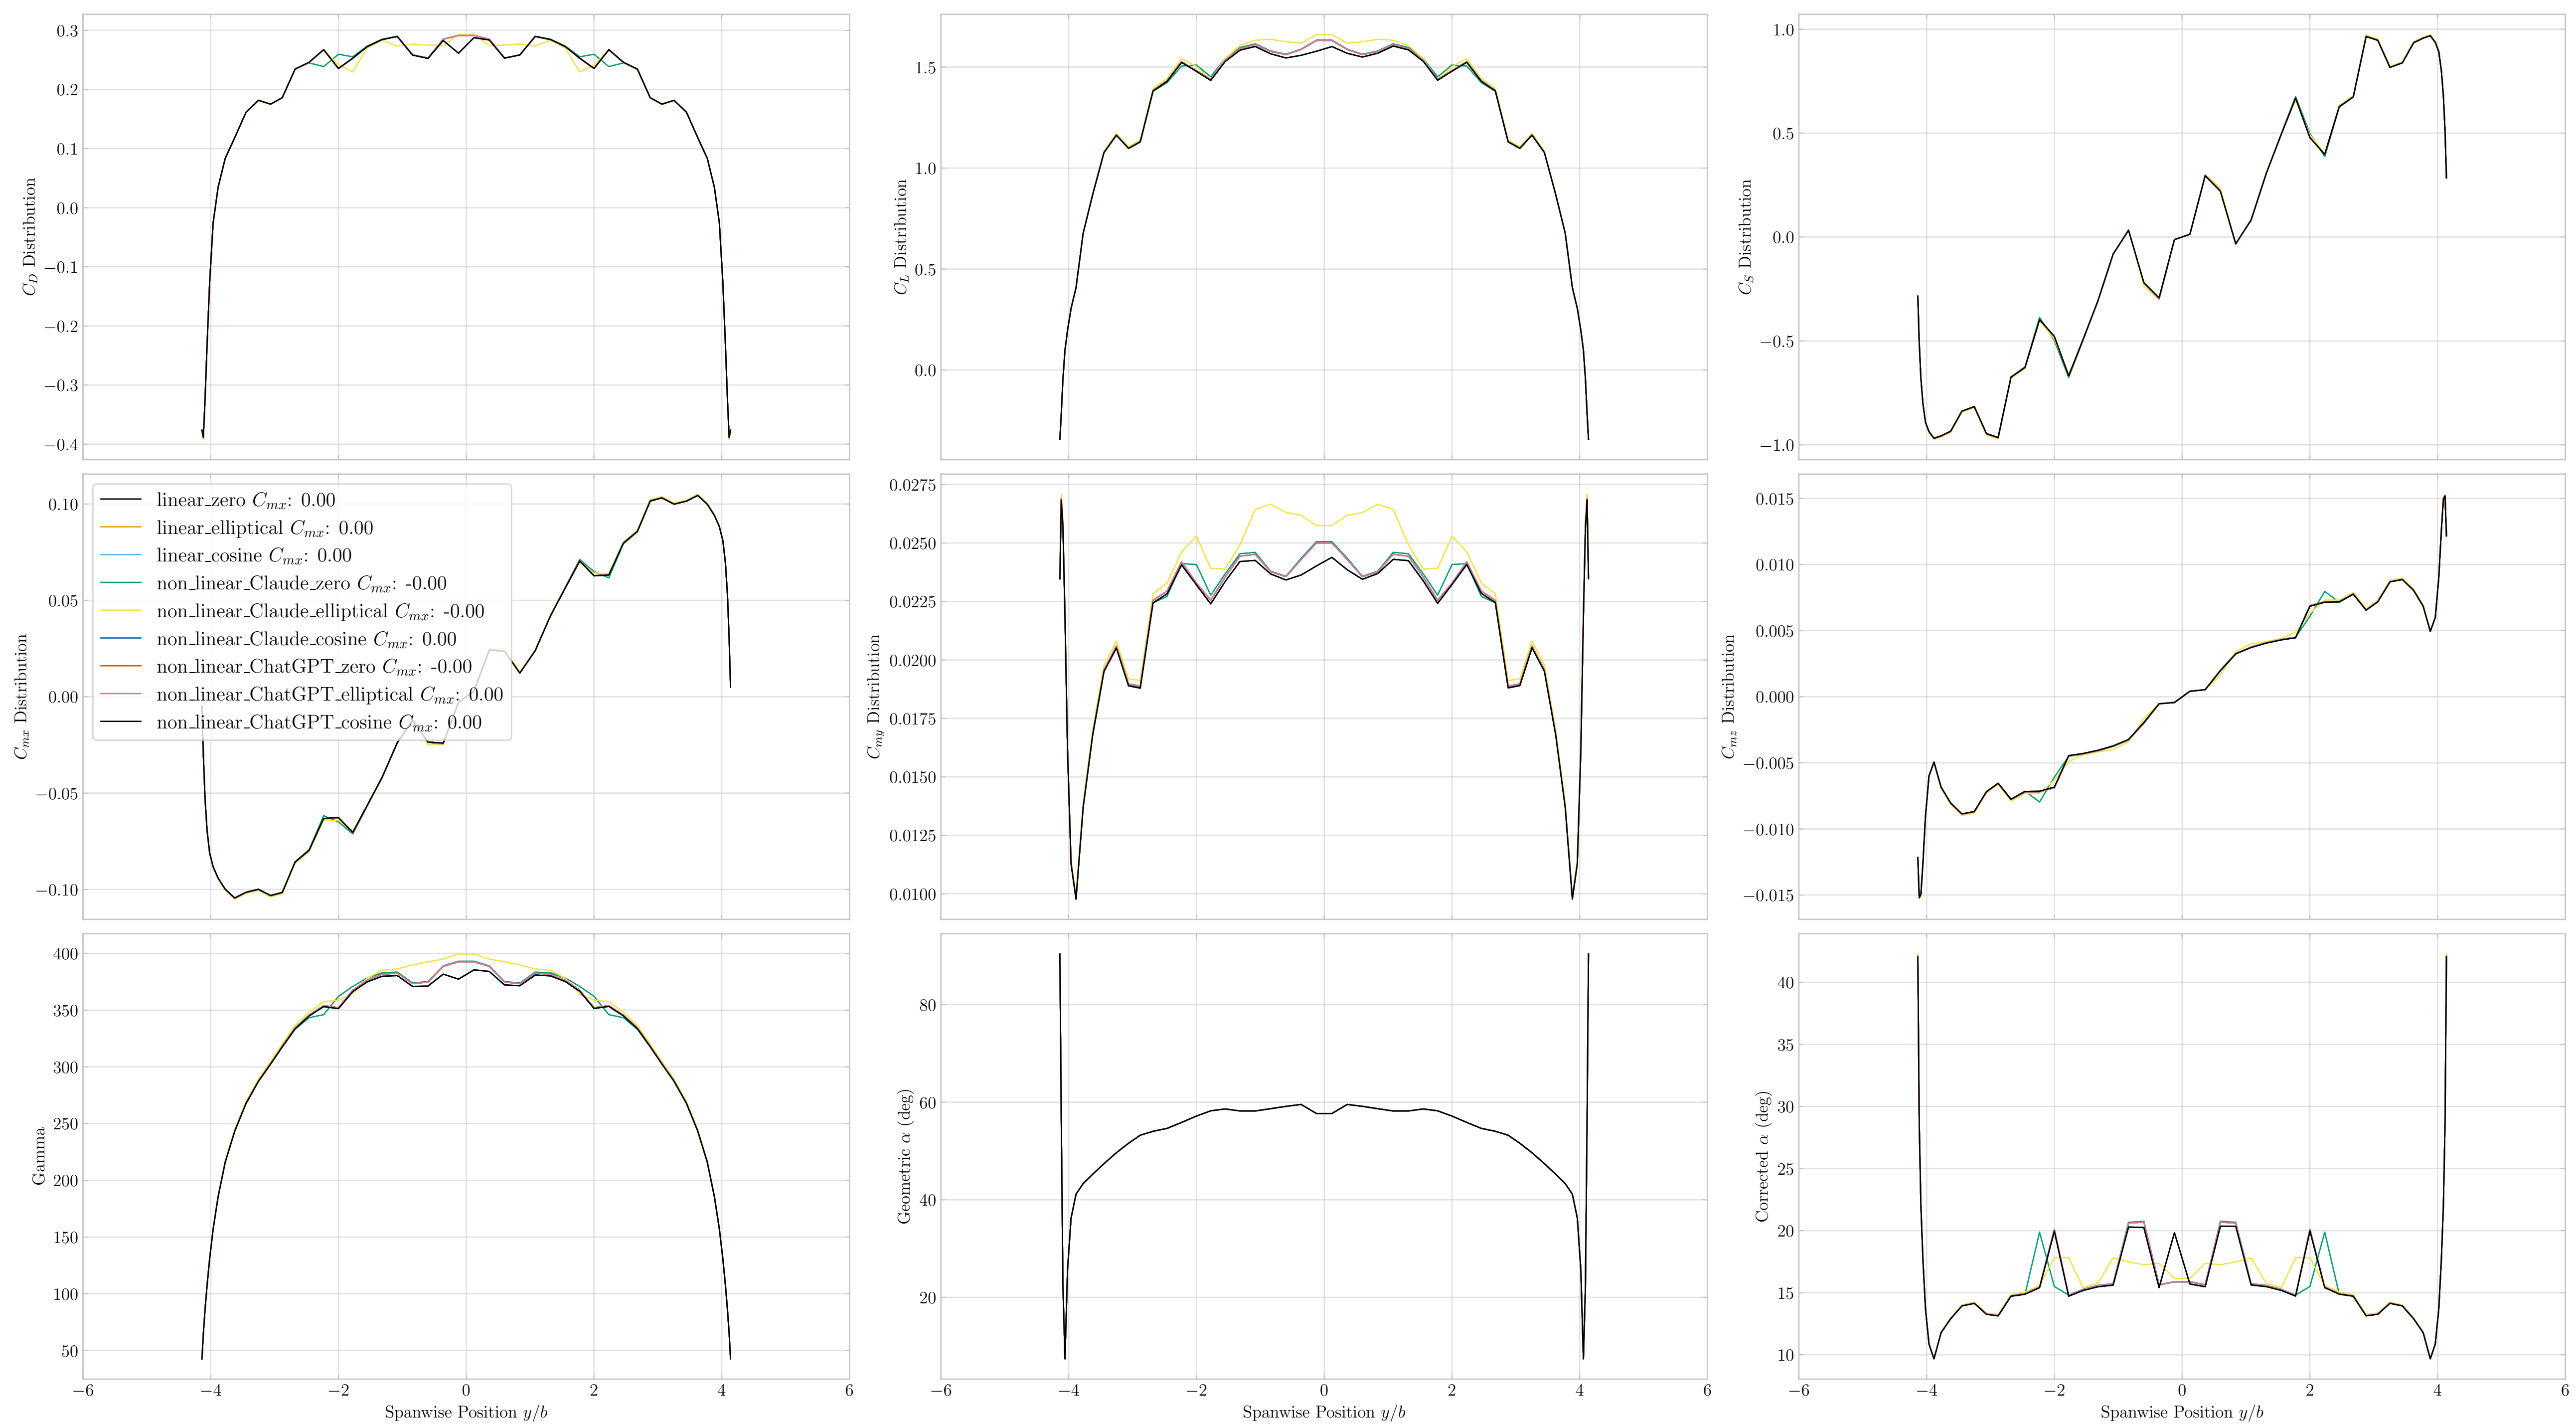 0.3
0.2
0.1
0.0
−0.1
−0.2
−0.3
−0.4
C_D Distribution
1.5
1.0
0.5
0.0
C_L Distribution
1.0
0.5
0.0
−0.5
−1.0
C_S Distribution
0.10
0.05
0.00
−0.05
−0.10
C_mx Distribution
linear_zero C_mx: 0.00
linear_elliptical C_mx: 0.00
linear_cosine C_mx: 0.00
non_linear_Claude_zero C_mx: -0.00
non_linear_Claude_elliptical C_mx: -0.00
non_linear_Claude_cosine C_mx: 0.00
non_linear_ChatGPT_zero C_mx: -0.00
non_linear_ChatGPT_elliptical C_mx: 0.00
non_linear_ChatGPT_cosine C_mx: 0.00
0.0275
0.0250
0.0225
0.0200
0.0175
0.0150
0.0125
0.0100
C_my Distribution
0.015
0.010
0.005
0.000
−0.005
−0.010
−0.015
C_mz Distribution
400
350
300
250
200
150
100
50
Gamma
−6 −4 −2 0 2 4 6
Spanwise Position y/b
80
60
40
20
Geometric α (deg)
−6 −4 −2 0 2 4 6
Spanwise Position y/b
40
35
30
25
20
15
10
Corrected α (deg)
−6 −4 −2 0 2 4 6
Spanwise Position y/b